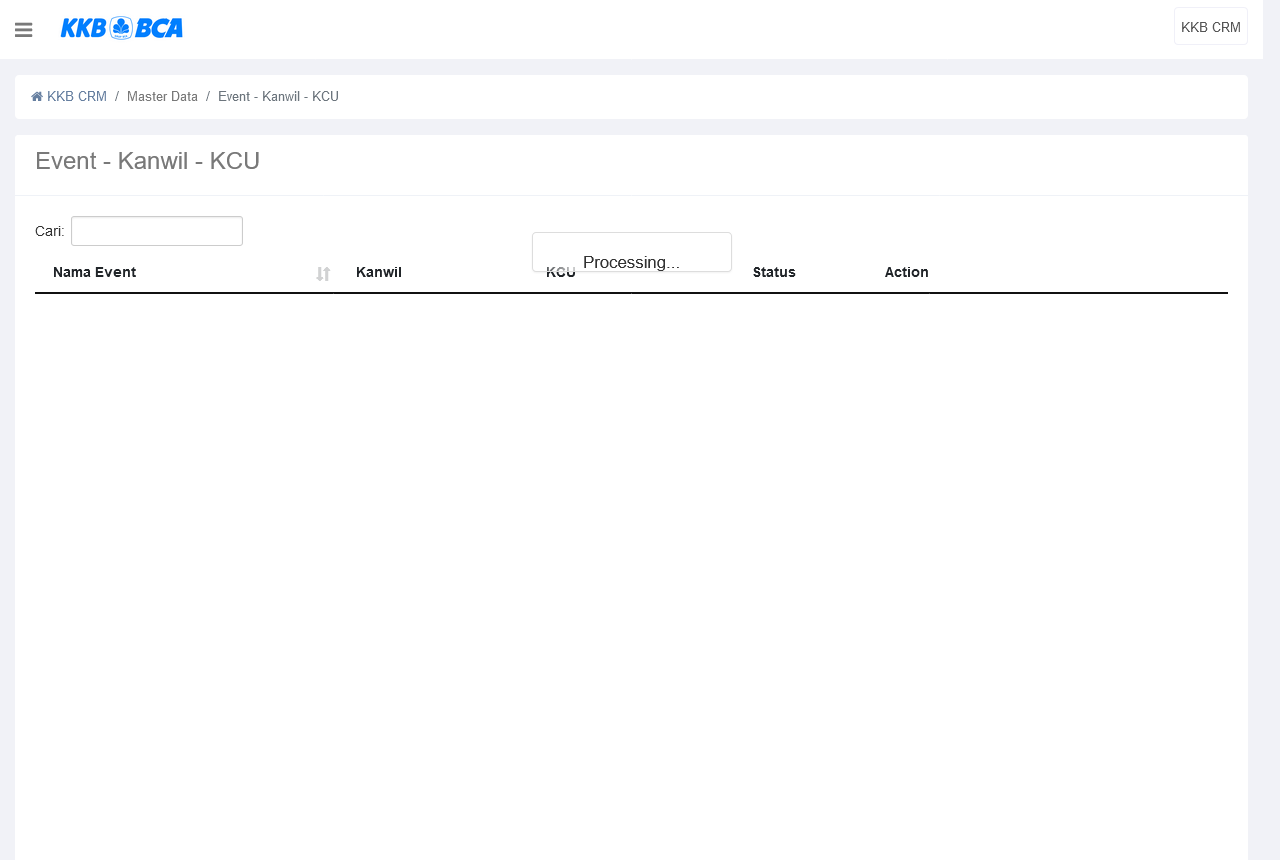 KKB BCA
KKB CRM
KKB CRM / Master Data / Event - Kanwil - KCU
Event - Kanwil - KCU
Cari:
Processing...
Nama Event Kanwil KCU Status Action